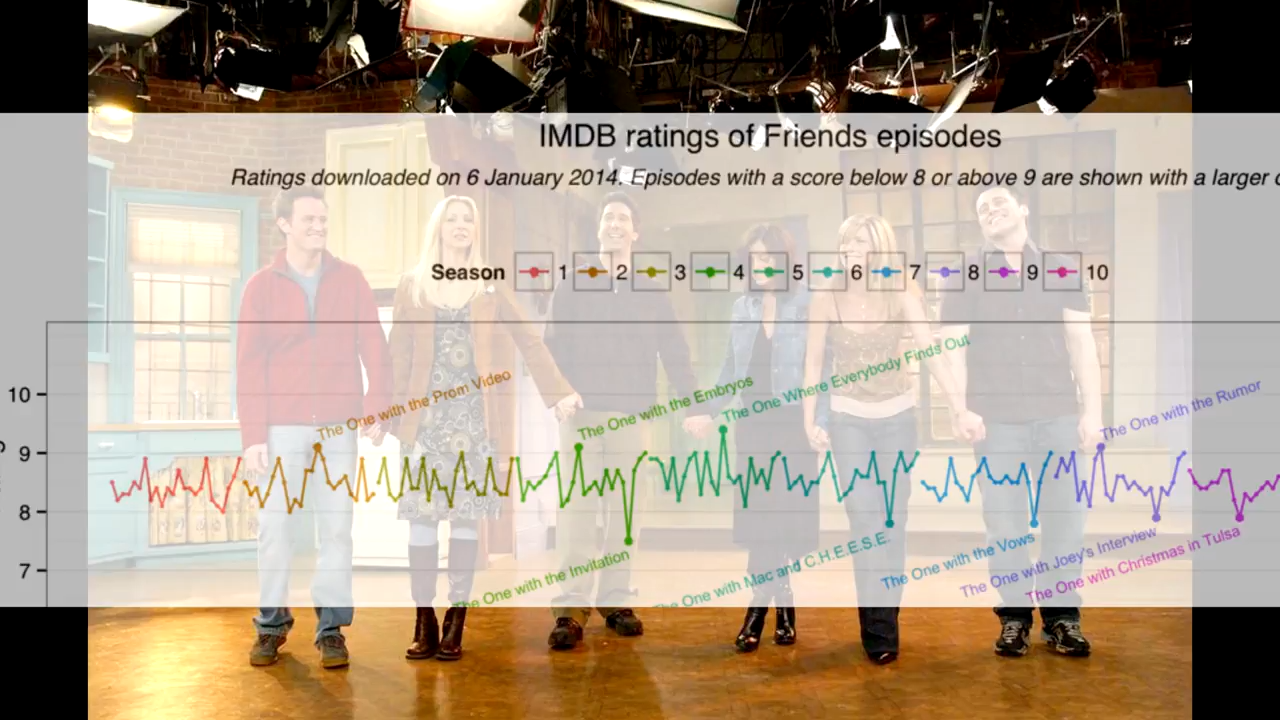 IMDB ratings of Friends episodes
Ratings downloaded on 6 January 2014. Episodes with a score below 8 or above 9 are shown with a larger
Season 1 2 3 4 5 6 7 8 9 10
10
9
8
7
The One with the Prom Video
The One with the Embryos
The One Where Everybody Finds Out
The One with the Rumor
The One with the Invitation
The One with Mac and C.H.E.E.S.E.
The One with the Vows
The One with Joey's Interview
The One with Christmas in Tulsa